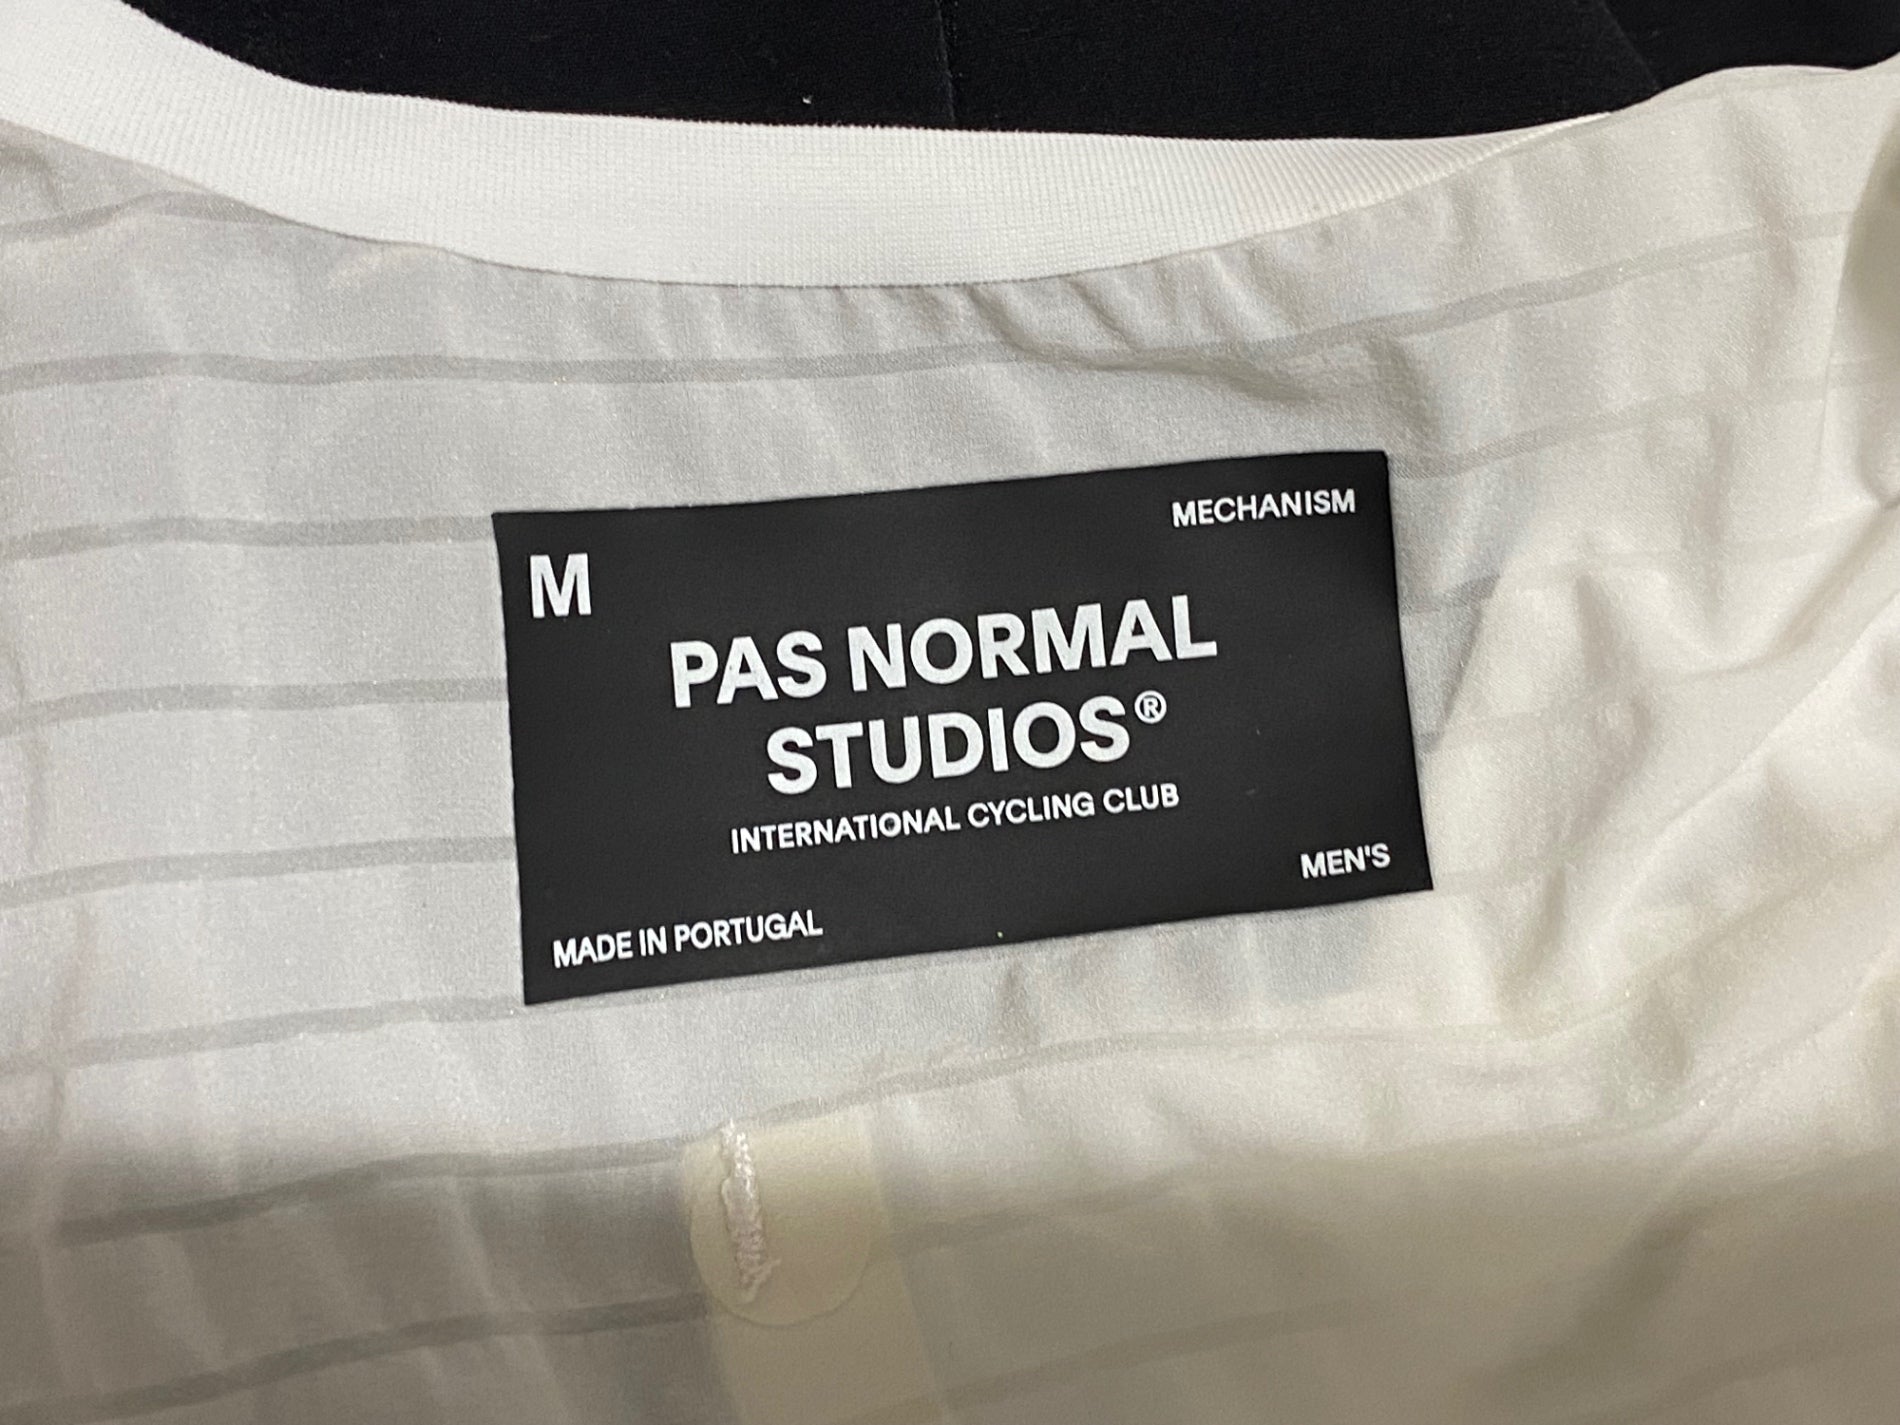 MECHANISM
M
PAS NORMAL
STUDIOS®
INTERNATIONAL CYCLING CLUB
MEN'S
MADE IN PORTUGAL